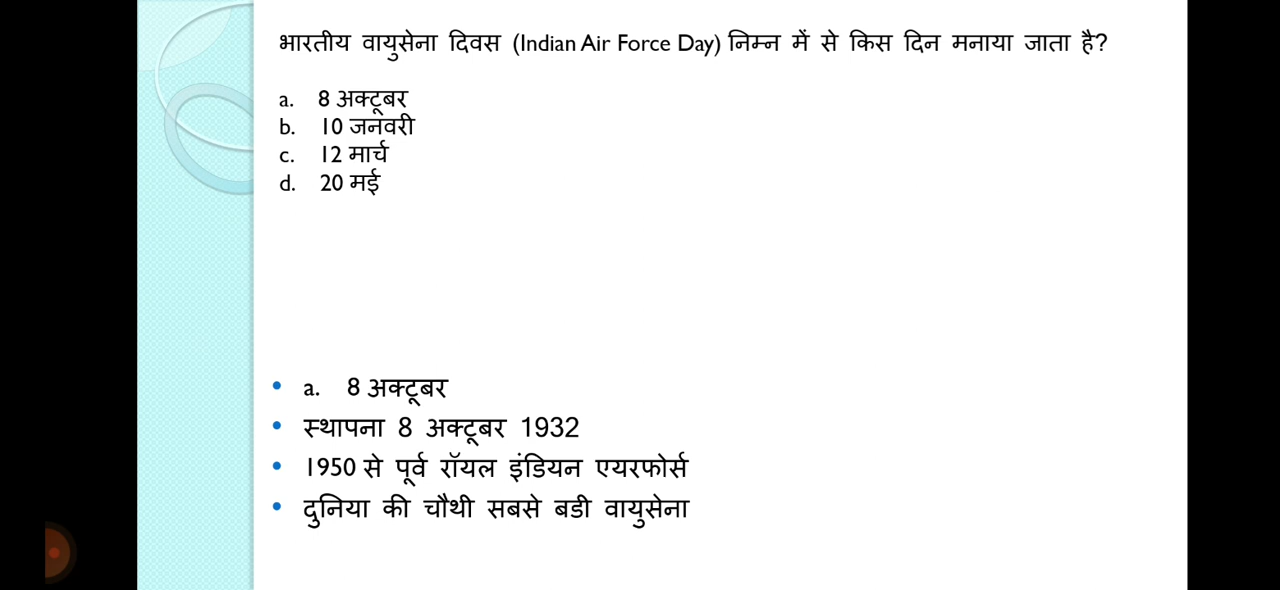 भारतीय वायुसेना दिवस (Indian Air Force Day) निम्न में से किस दिन मनाया जाता है?
a. 8 अक्टूबर
b. 10 जनवरी
c. 12 मार्च
d. 20 मई
• a. 8 अक्टूबर
• स्थापना 8 अक्टूबर 1932
• 1950 से पूर्व रॉयल इंडियन एयरफोर्स
• दुनिया की चौथी सबसे बडी वायुसेना